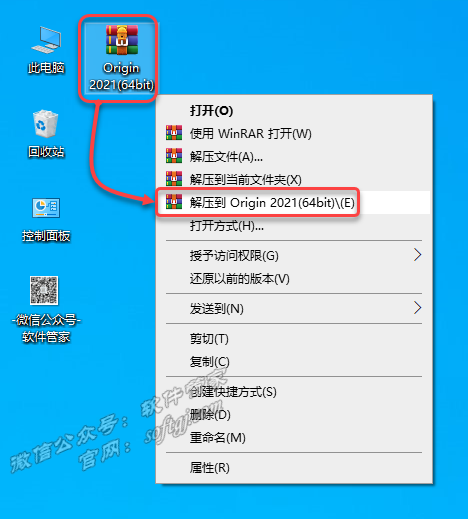 此电脑
Origin
2021(64bit)
回收站
控制面板
-微信公众号-
软件管家
打开(O)
使用 WinRAR 打开(W)
解压文件(A)...
解压到当前文件夹(X)
解压到 Origin 2021(64bit)\(E)
打开方式(H)...
授予访问权限(G)
还原以前的版本(V)
发送到(N)
剪切(T)
复制(C)
创建快捷方式(S)
删除(D)
重命名(M)
属性(R)
微信公众号：软件管家
官网：softgj.cn